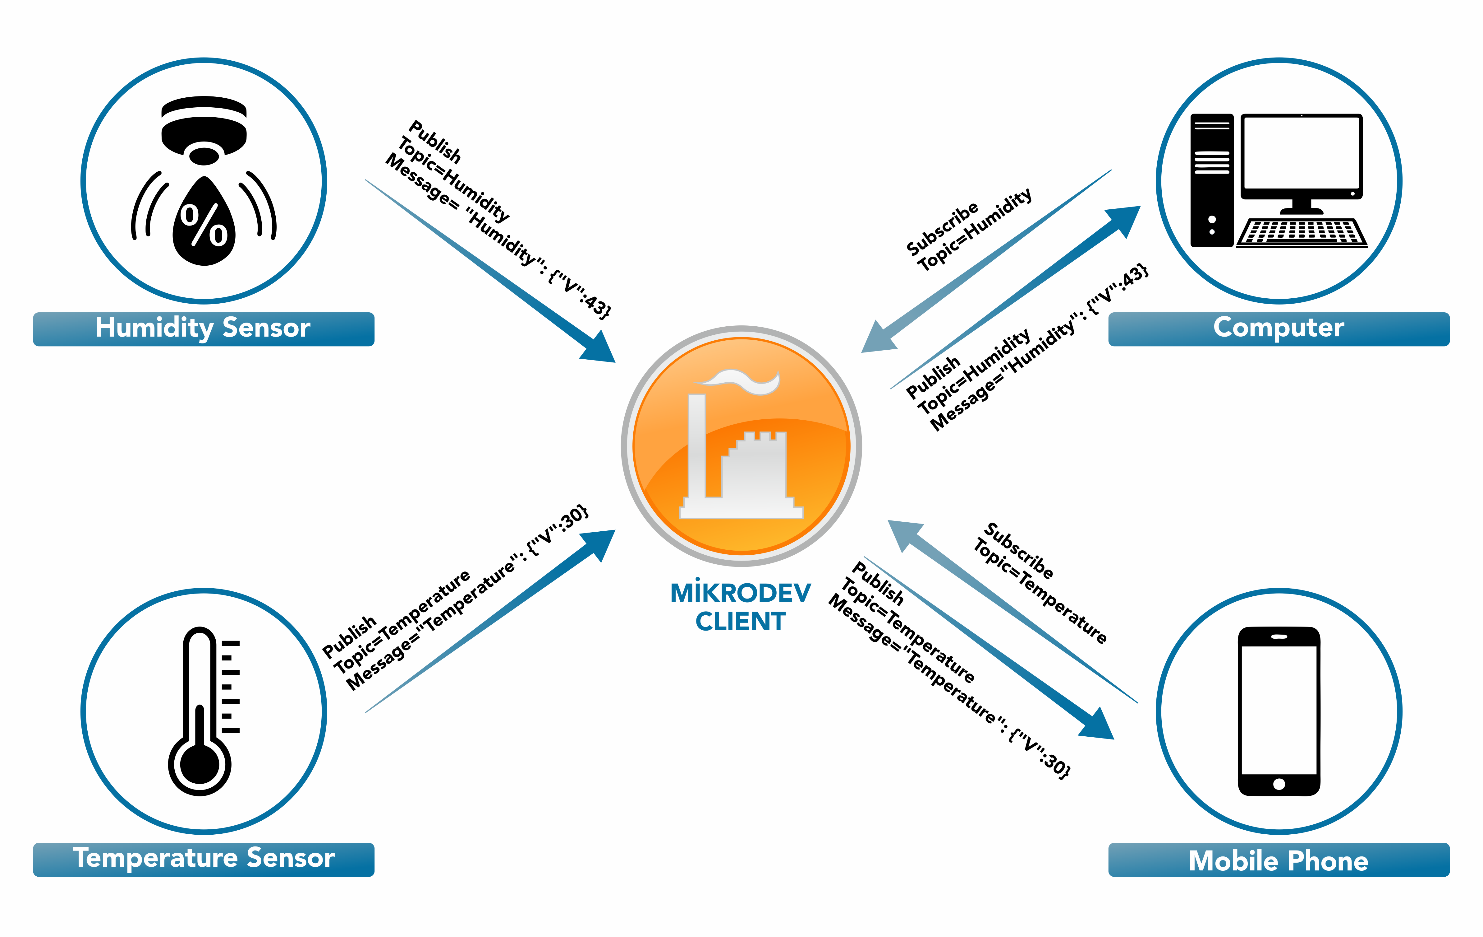 Publish
Topic=Humidity
Message= "Humidity": {"V":43}
Subscribe
Topic=Humidity
Publish
Topic=Humidity
Message="Humidity": {"V":43}
%
Humidity Sensor
Computer
MİKRODEV
CLIENT
Publish
Topic=Temperature
Message="Temperature": {"V":30}
Subscribe
Topic=Temperature
Publish
Topic=Temperature
Message="Temperature": {"V":30}
Temperature Sensor
Mobile Phone